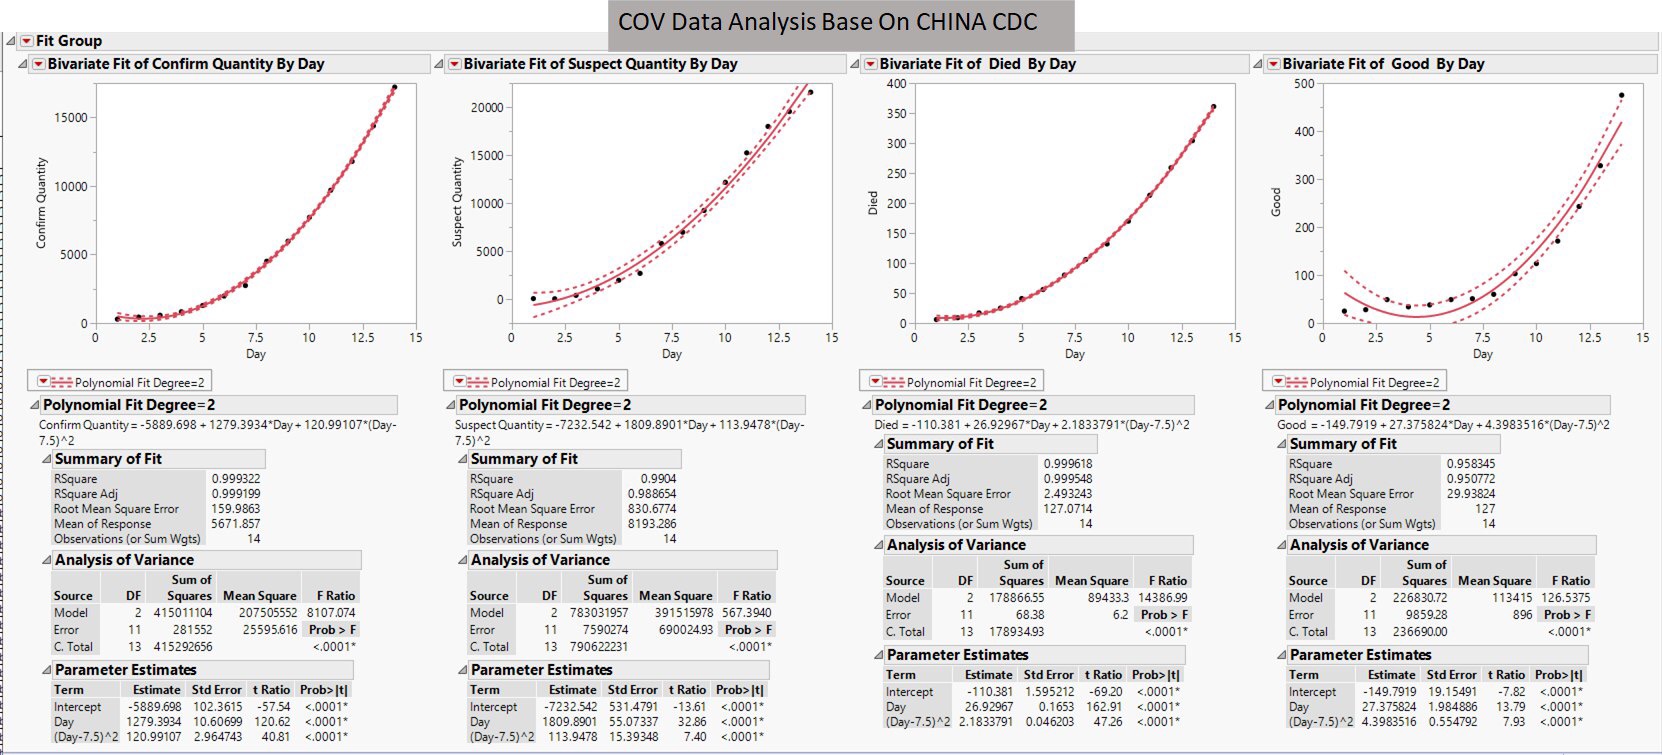 COV Data Analysis Base On CHINA CDC
Fit Group
Bivariate Fit of Confirm Quantity By Day
15000
10000
5000
0
Confirm Quantity
0 2.5 5 7.5 10 12.5 15
Day
Polynomial Fit Degree=2
Polynomial Fit Degree=2
Confirm Quantity = -5889.698 + 1279.3934*Day + 120.99107*(Day-
7.5)^2
Summary of Fit
RSquare 0.999322
RSquare Adj 0.999199
Root Mean Square Error 159.9863
Mean of Response 5671.857
Observations (or Sum Wgts) 14
Analysis of Variance
Sum of
Source DF Squares Mean Square F Ratio
Model 2 415011104 207505552 8107.074
Error 11 281552 25595.616 Prob > F
C. Total 13 415292656 <.0001*
Parameter Estimates
Term Estimate Std Error t Ratio Prob>|t|
Intercept -5889.698 102.3615 -57.54 <.0001*
Day 1279.3934 10.60699 120.62 <.0001*
(Day-7.5)^2 120.99107 2.964743 40.81 <.0001*
Bivariate Fit of Suspect Quantity By Day
20000
15000
10000
5000
0
Suspect Quantity
0 2.5 5 7.5 10 12.5 15
Day
Polynomial Fit Degree=2
Polynomial Fit Degree=2
Suspect Quantity = -7232.542 + 1809.8901*Day + 113.9478*(Day-
7.5)^2
Summary of Fit
RSquare 0.9904
RSquare Adj 0.988654
Root Mean Square Error 830.6774
Mean of Response 8193.286
Observations (or Sum Wgts) 14
Analysis of Variance
Sum of
Source DF Squares Mean Square F Ratio
Model 2 783031957 391515978 567.3940
Error 11 7590274 690024.93 Prob > F
C. Total 13 790622231 <.0001*
Parameter Estimates
Term Estimate Std Error t Ratio Prob>|t|
Intercept -7232.542 531.4791 -13.61 <.0001*
Day 1809.8901 55.07337 32.86 <.0001*
(Day-7.5)^2 113.9478 15.39348 7.40 <.0001*
Bivariate Fit of Died By Day
400
350
300
250
200
150
100
50
0
Died
0 2.5 5 7.5 10 12.5 15
Day
Polynomial Fit Degree=2
Polynomial Fit Degree=2
Died = -110.381 + 26.92967*Day + 2.1833791*(Day-7.5)^2
Summary of Fit
RSquare 0.999618
RSquare Adj 0.999548
Root Mean Square Error 2.493243
Mean of Response 127.0714
Observations (or Sum Wgts) 14
Analysis of Variance
Sum of
Source DF Squares Mean Square F Ratio
Model 2 178866.55 89433.3 14386.99
Error 11 68.38 6.2 Prob > F
C. Total 13 178934.93 <.0001*
Parameter Estimates
Term Estimate Std Error t Ratio Prob>|t|
Intercept -110.381 1.595212 -69.20 <.0001*
Day 26.92967 0.1653 162.91 <.0001*
(Day-7.5)^2 2.1833791 0.046203 47.26 <.0001*
Bivariate Fit of Good By Day
500
400
300
200
100
0
Good
0 2.5 5 7.5 10 12.5 15
Day
Polynomial Fit Degree=2
Polynomial Fit Degree=2
Good = -149.7919 + 27.375824*Day + 4.3983516*(Day-7.5)^2
Summary of Fit
RSquare 0.958345
RSquare Adj 0.950772
Root Mean Square Error 29.93824
Mean of Response 127
Observations (or Sum Wgts) 14
Analysis of Variance
Sum of
Source DF Squares Mean Square F Ratio
Model 2 226830.72 113415 126.5375
Error 11 9859.28 896 Prob > F
C. Total 13 236690.00 <.0001*
Parameter Estimates
Term Estimate Std Error t Ratio Prob>|t|
Intercept -149.7919 19.15491 -7.82 <.0001*
Day 27.375824 1.984886 13.79 <.0001*
(Day-7.5)^2 4.3983516 0.554792 7.93 <.0001*